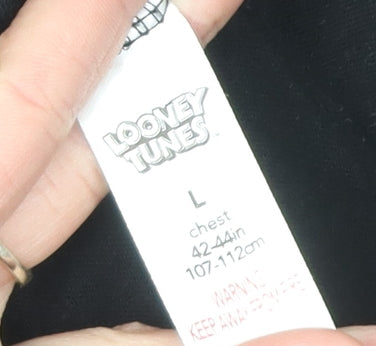 LOONEY
TUNES
L
chest
42-44in
107-112cm
WARNING
KEEP AWAY FROM FIRE